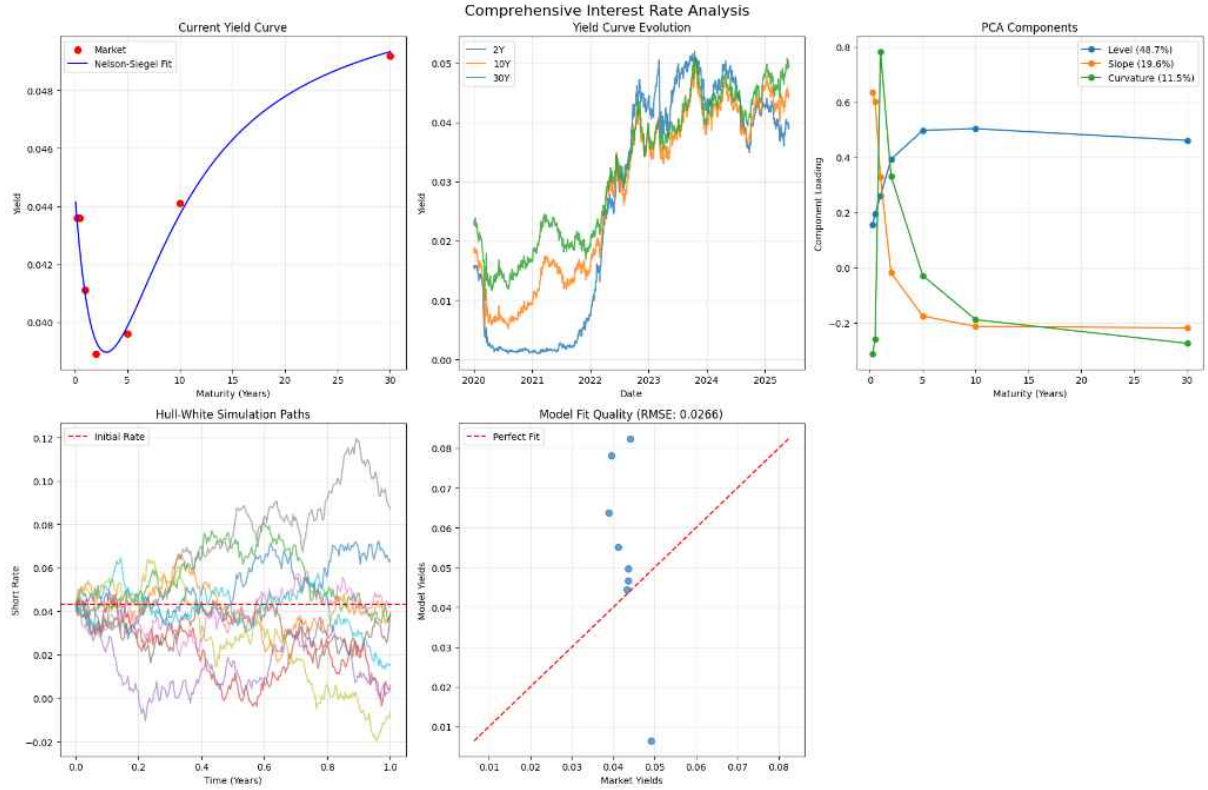 Comprehensive Interest Rate Analysis
Current Yield Curve
Market
Nelson-Siegel Fit
Yield
0.048
0.046
0.044
0.042
0.040
0 5 10 15 20 25 30
Maturity (Years)
Yield Curve Evolution
2Y
10Y
30Y
Yield
0.05
0.04
0.03
0.02
0.01
0.00
2020 2021 2022 2023 2024 2025
Date
PCA Components
Level (48.7%)
Slope (19.6%)
Curvature (11.5%)
Component Loading
0.8
0.6
0.4
0.2
0.0
−0.2
0 5 10 15 20 25 30
Maturity (Years)
Hull-White Simulation Paths
Initial Rate
Short Rate
0.12
0.10
0.08
0.06
0.04
0.02
0.00
−0.02
0.0 0.2 0.4 0.6 0.8 1.0
Time (Years)
Model Fit Quality (RMSE: 0.0266)
Perfect Fit
Model Yields
0.08
0.07
0.06
0.05
0.04
0.03
0.02
0.01
0.01 0.02 0.03 0.04 0.05 0.06 0.07 0.08
Market Yields